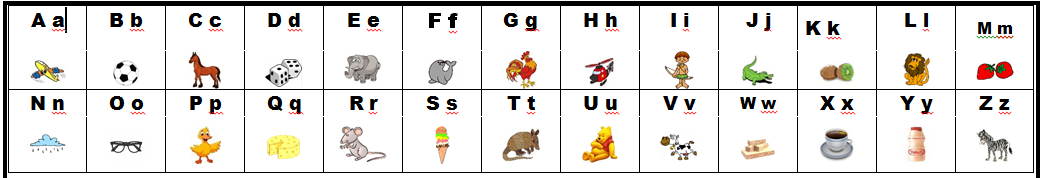 A a B b C c D d E e F f G g H h I i J j K k L l M m
N n O o P p Q q R r S s T t U u V v W w X x Y y Z z